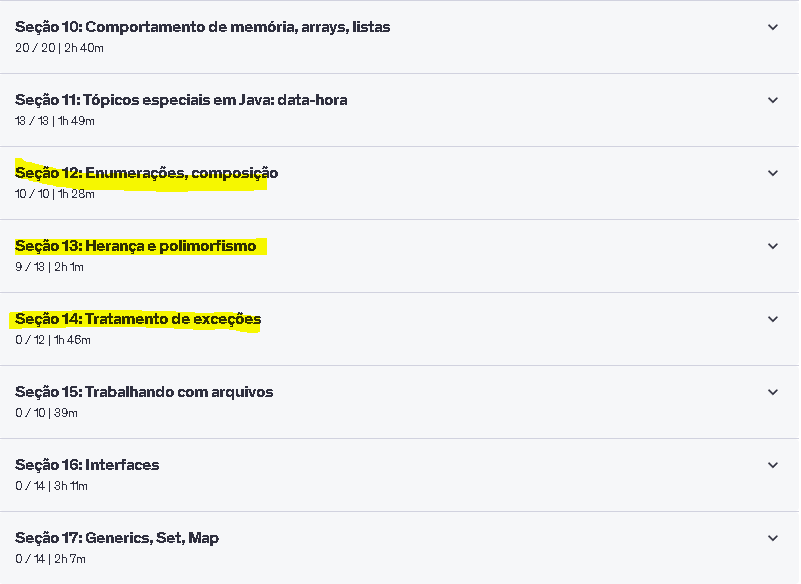 Seção 10: Comportamento de memória, arrays, listas
20 / 20 | 2h 40m
Seção 11: Tópicos especiais em Java: data-hora
13 / 13 | 1h 49m
Seção 12: Enumerações, composição
10 / 10 | 1h 28m
Seção 13: Herança e polimorfismo
9 / 13 | 2h 1m
Seção 14: Tratamento de exceções
0 / 12 | 1h 46m
Seção 15: Trabalhando com arquivos
0 / 10 | 39m
Seção 16: Interfaces
0 / 14 | 3h 11m
Seção 17: Generics, Set, Map
0 / 14 | 2h 7m